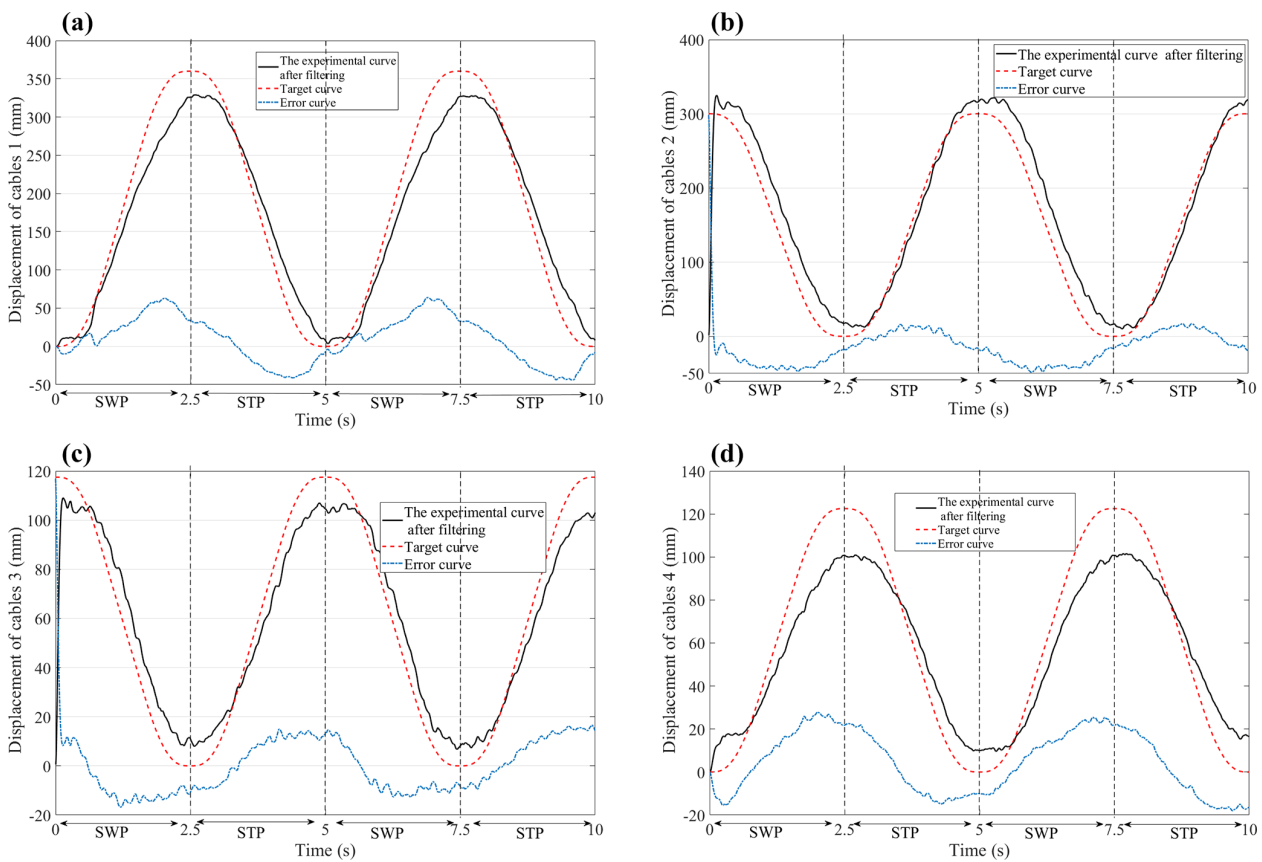 (a)
400
350
300
250
200
150
100
50
0
-50
Displacement of cables 1 (mm)
The experimental curve
after filtering
Target curve
Error curve
0
2.5
5
7.5
10
SWP
STP
SWP
STP
Time (s)
(b)
400
300
200
100
0
-50
Displacement of cables 2 (mm)
The experimental curve after filtering
Target curve
Error curve
0
2.5
5
7.5
10
SWP
STP
SWP
STP
Time (s)
(c)
120
100
80
60
40
20
0
-20
Displacement of cables 3 (mm)
The experimental curve
after filtering
Target curve
Error curve
0
2.5
5
7.5
10
SWP
STP
SWP
STP
Time (s)
(d)
140
120
100
80
60
40
20
0
-20
Displacement of cables 4 (mm)
The experimental curve
after filtering
Target curve
Error curve
0
2.5
5
7.5
10
SWP
STP
SWP
STP
Time (s)